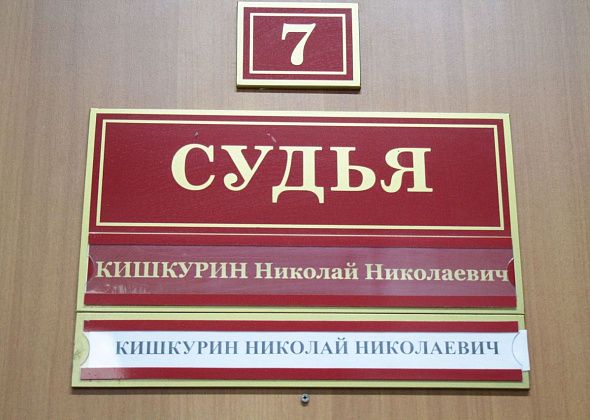 7
СУДЬЯ
КИШКУРИН Николай Николаевич
КИШКУРИН НИКОЛАЙ НИКОЛАЕВИЧ